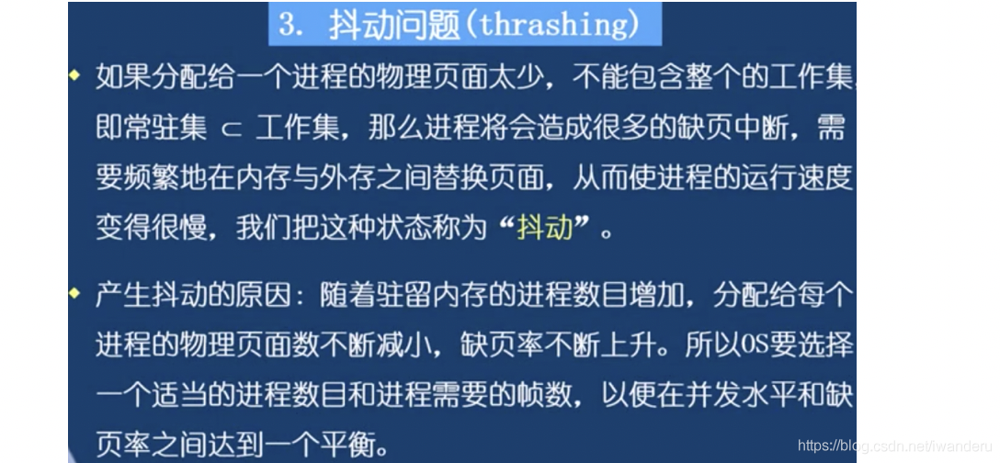 3. 抖动问题(thrashing)
如果分配给一个进程的物理页面太少，不能包含整个的工作集，
即常驻集 ⊂ 工作集，那么进程将会造成很多的缺页中断，需
要频繁地在内存与外存之间替换页面，从而使进程的运行速度
变得很慢，我们把这种状态称为“抖动”。
产生抖动的原因：随着驻留内存的进程数目增加，分配给每个
进程的物理页面数不断减小，缺页率不断上升。所以OS要选择
一个适当的进程数目和进程需要的帧数，以便在并发水平和缺
页率之间达到一个平衡。
https://blog.csdn.net/iwanderu